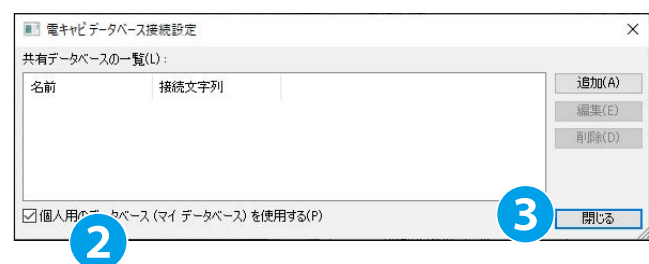 電キャビデータベース接続設定
共有データベースの一覧(L):
名前 接続文字列
追加(A)
編集(E)
削除(D)
個人用のデータベース (マイ データベース) を使用する(P)
閉じる
2
3